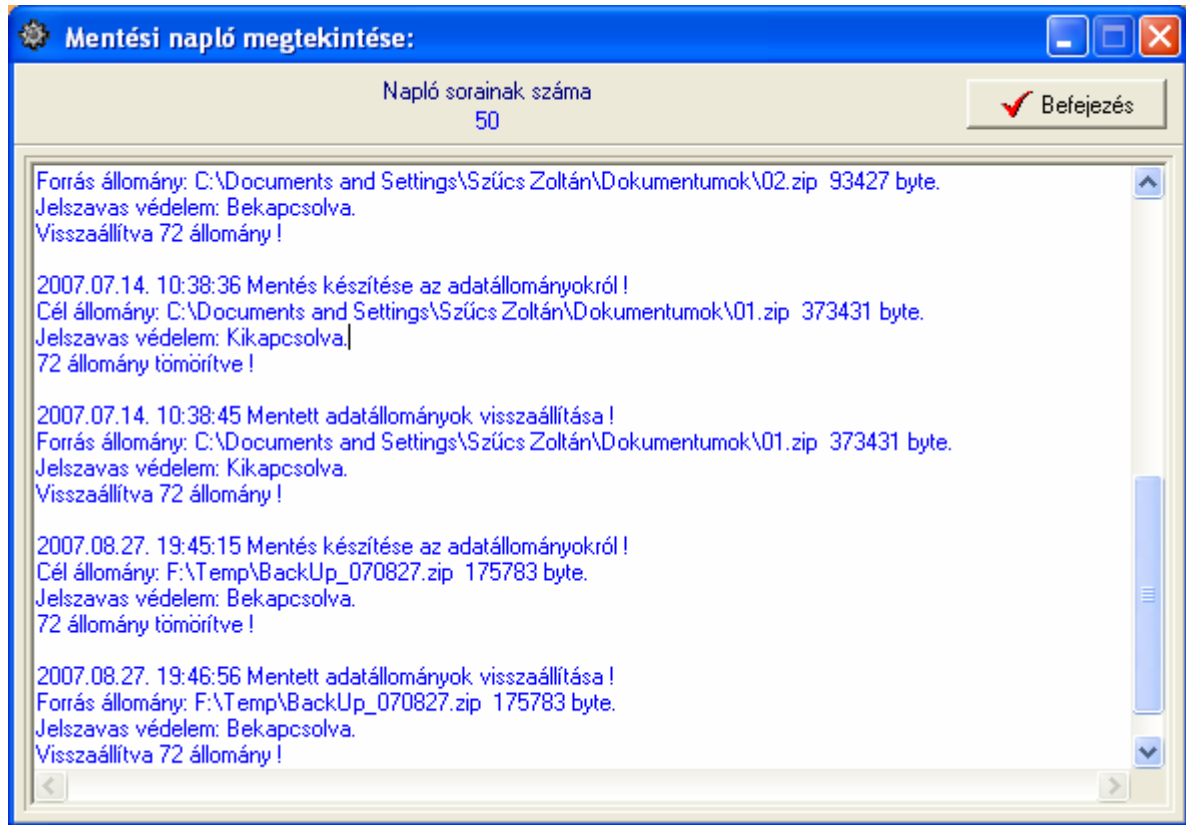 Mentési napló megtekintése:
Napló sorainak száma
50
Befejezés
Forrás állomány: C:\Documents and Settings\Szűcs Zoltán\Dokumentumok\02.zip  93427 byte.
Jelszavas védelem: Bekapcsolva.
Visszaállítva 72 állomány !
2007.07.14. 10:38:36 Mentés készítése az adatállományokról !
Cél állomány: C:\Documents and Settings\Szűcs Zoltán\Dokumentumok\01.zip  373431 byte.
Jelszavas védelem: Kikapcsolva.
72 állomány tömörítve !
2007.07.14. 10:38:45 Mentett adatállományok visszaállítása !
Forrás állomány: C:\Documents and Settings\Szűcs Zoltán\Dokumentumok\01.zip  373431 byte.
Jelszavas védelem: Kikapcsolva.
Visszaállítva 72 állomány !
2007.08.27. 19:45:15 Mentés készítése az adatállományokról !
Cél állomány: F:\Temp\BackUp_070827.zip  175783 byte.
Jelszavas védelem: Bekapcsolva.
72 állomány tömörítve !
2007.08.27. 19:46:56 Mentett adatállományok visszaállítása !
Forrás állomány: F:\Temp\BackUp_070827.zip  175783 byte.
Jelszavas védelem: Bekapcsolva.
Visszaállítva 72 állomány !